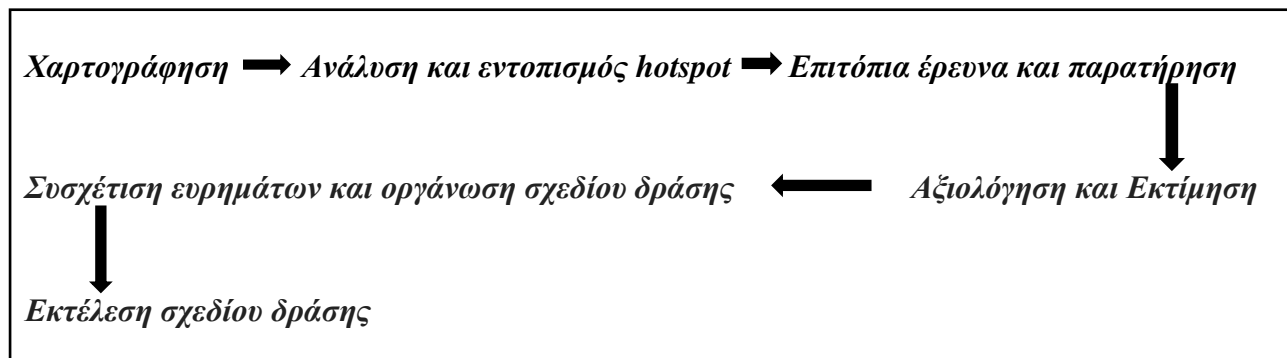 Χαρτογράφηση Ανάλυση και εντοπισμός hotspot Επιτόπια έρευνα και παρατήρηση
Συσχέτιση ευρημάτων και οργάνωση σχεδίου δράσης Αξιολόγηση και Εκτίμηση
Εκτέλεση σχεδίου δράσης